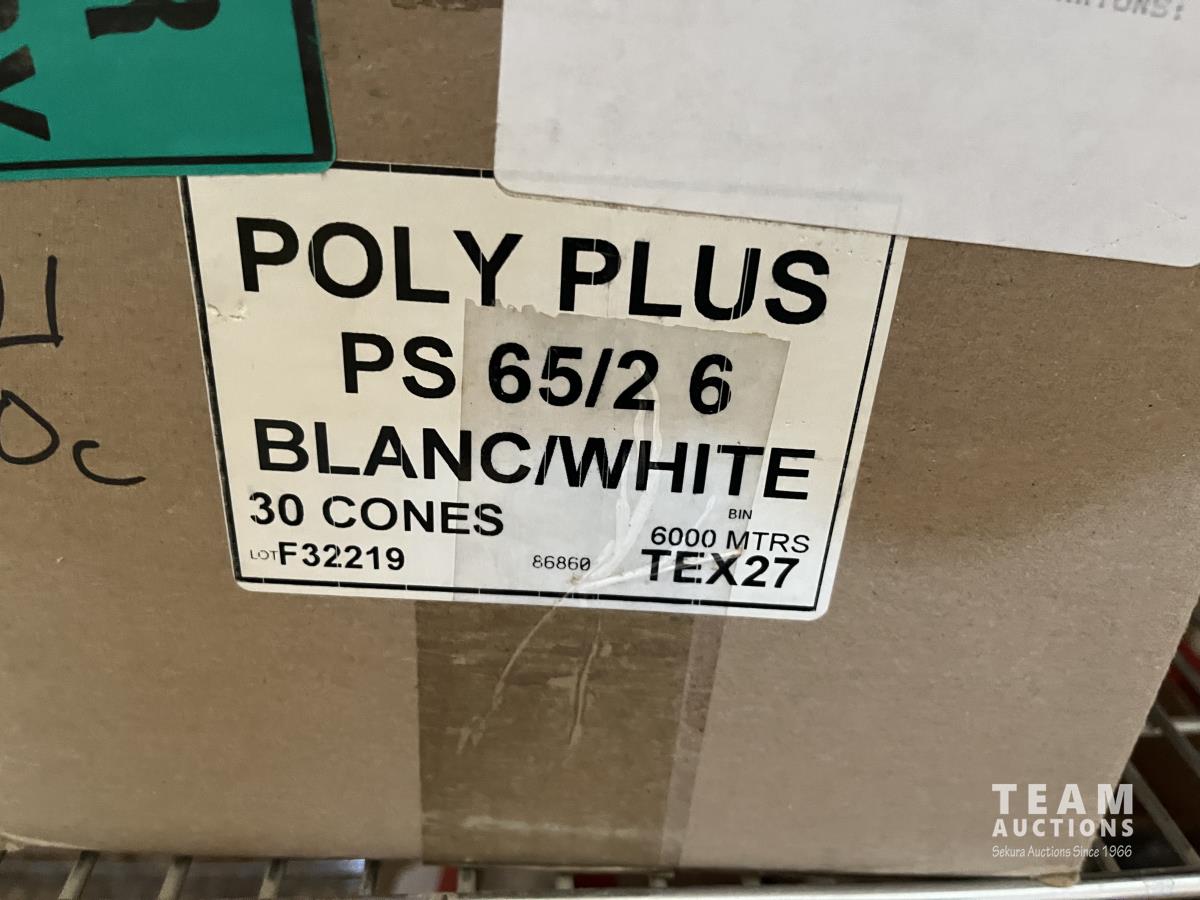 POLY PLUS
PS 65/2 6
BLANC/WHITE
30 CONES
BIN
6000 MTRS
LOT F32219
86860
TEX27
TEAM
AUCTIONS
Sekura Auctions Since 1966